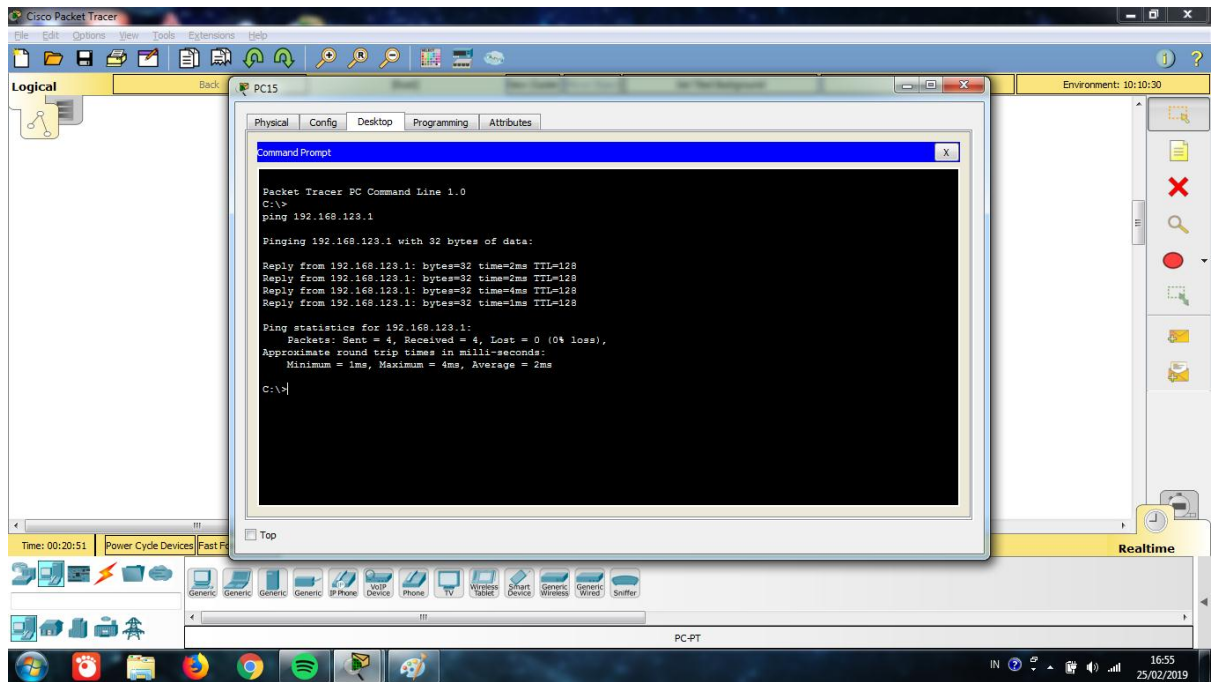 Cisco Packet Tracer
File Edit Options View Tools Extensions Help
Logical
Back
Environment: 10:10:30
PC15
Physical Config Desktop Programming Attributes
Command Prompt
X
Packet Tracer PC Command Line 1.0
C:\>
ping 192.168.123.1
Pinging 192.168.123.1 with 32 bytes of data:
Reply from 192.168.123.1: bytes=32 time=2ms TTL=128
Reply from 192.168.123.1: bytes=32 time=2ms TTL=128
Reply from 192.168.123.1: bytes=32 time=4ms TTL=128
Reply from 192.168.123.1: bytes=32 time=1ms TTL=128
Ping statistics for 192.168.123.1:
Packets: Sent = 4, Received = 4, Lost = 0 (0% loss),
Approximate round trip times in milli-seconds:
Minimum = 1ms, Maximum = 4ms, Average = 2ms
C:\>
Top
Time: 00:20:51 Power Cycle Devices Fast Fo
Realtime
Generic Generic Generic Generic IP Phone VoIP Device Phone TV Wireless Tablet Smart Device Generic Wireless Generic Wired Sniffer
PC-PT
IN
16:55
25/02/2019